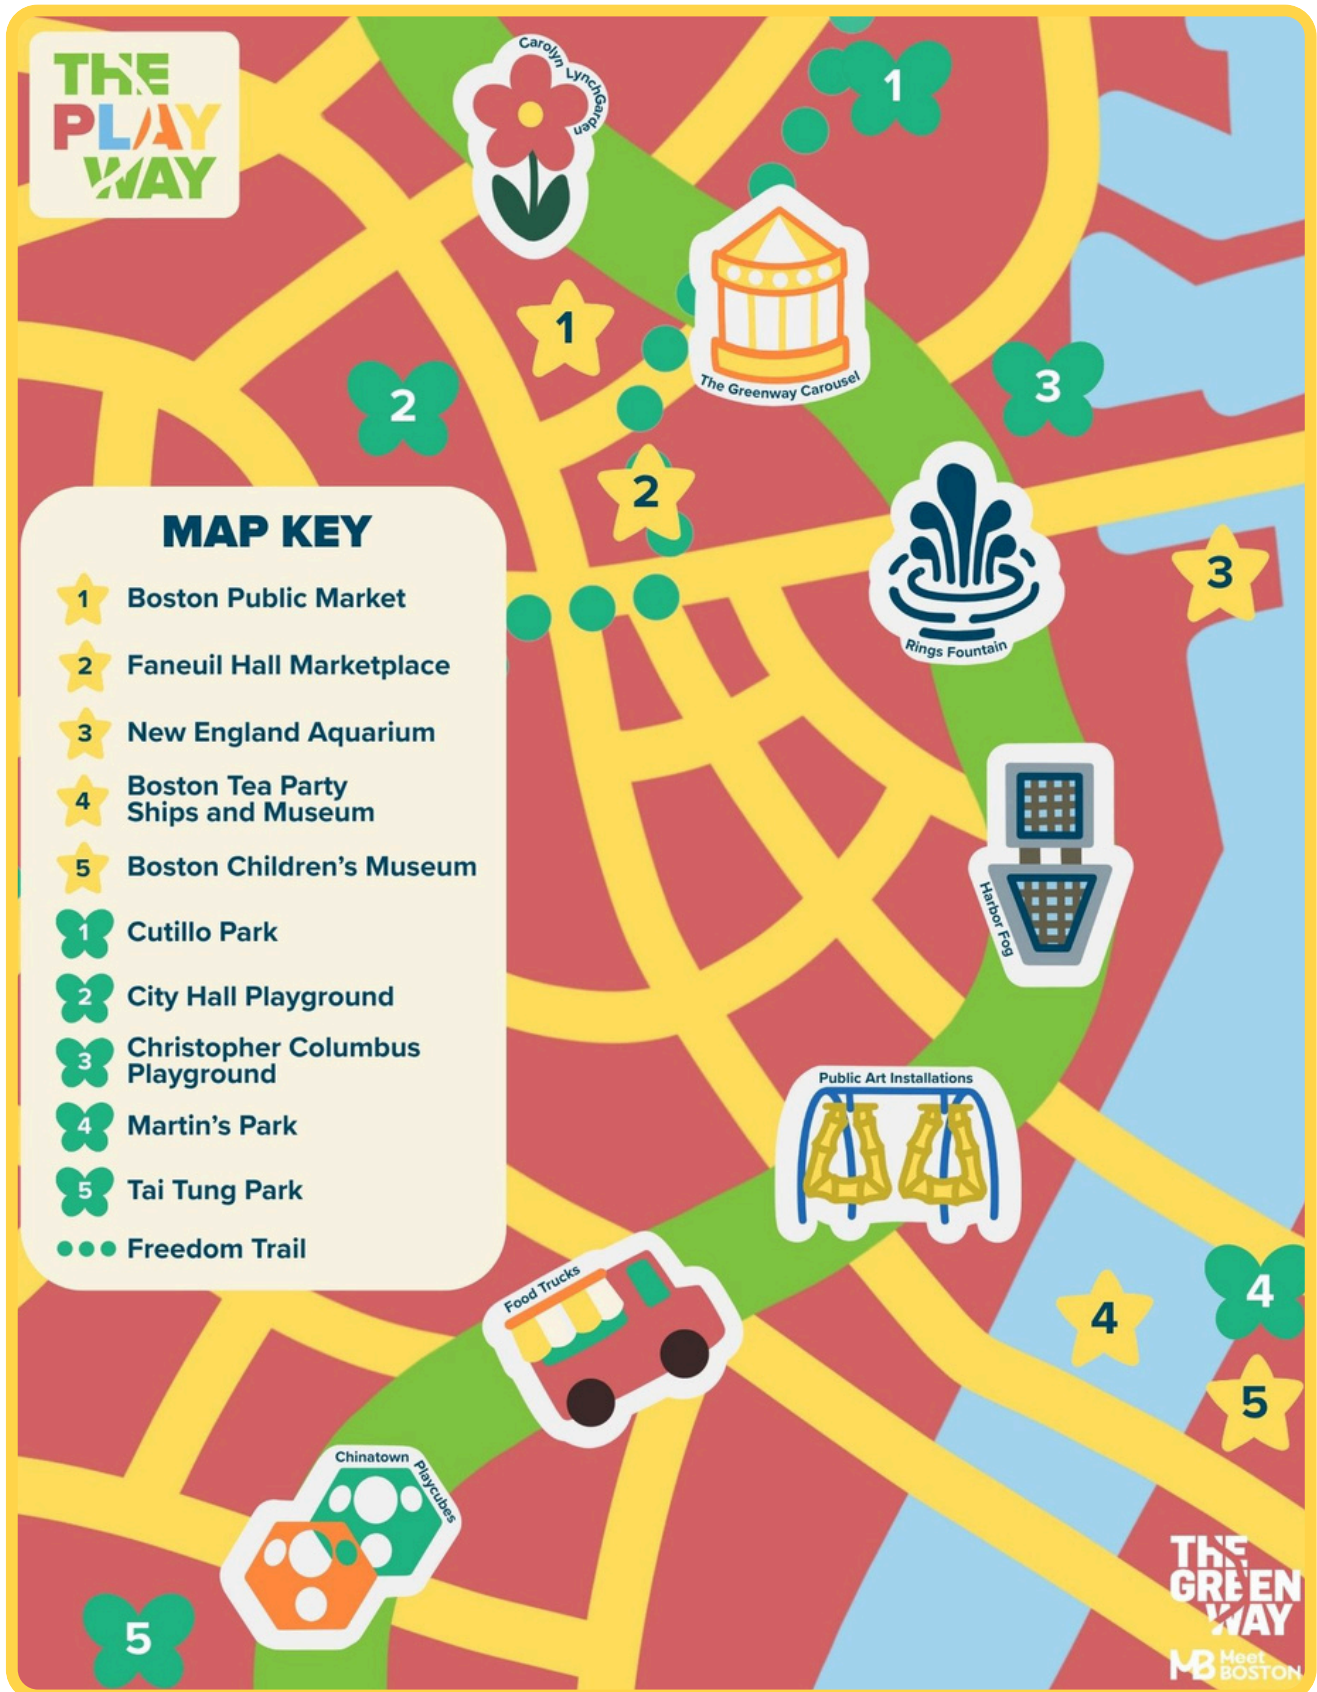 THE
PLAY
WAY
Carolyn Lynch Garden
1
The Greenway Carousel
1
2
3
2
Rings Fountain
3
MAP KEY
1 Boston Public Market
2 Faneuil Hall Marketplace
3 New England Aquarium
4 Boston Tea Party
Ships and Museum
5 Boston Children's Museum
1 Cutillo Park
2 City Hall Playground
3 Christopher Columbus
Playground
4 Martin's Park
5 Tai Tung Park
Freedom Trail
Harbor Fog
Public Art Installations
Food Trucks
4
4
5
Chinatown Playcubes
5
THE
GREEN
WAY
MB Meet
BOSTON